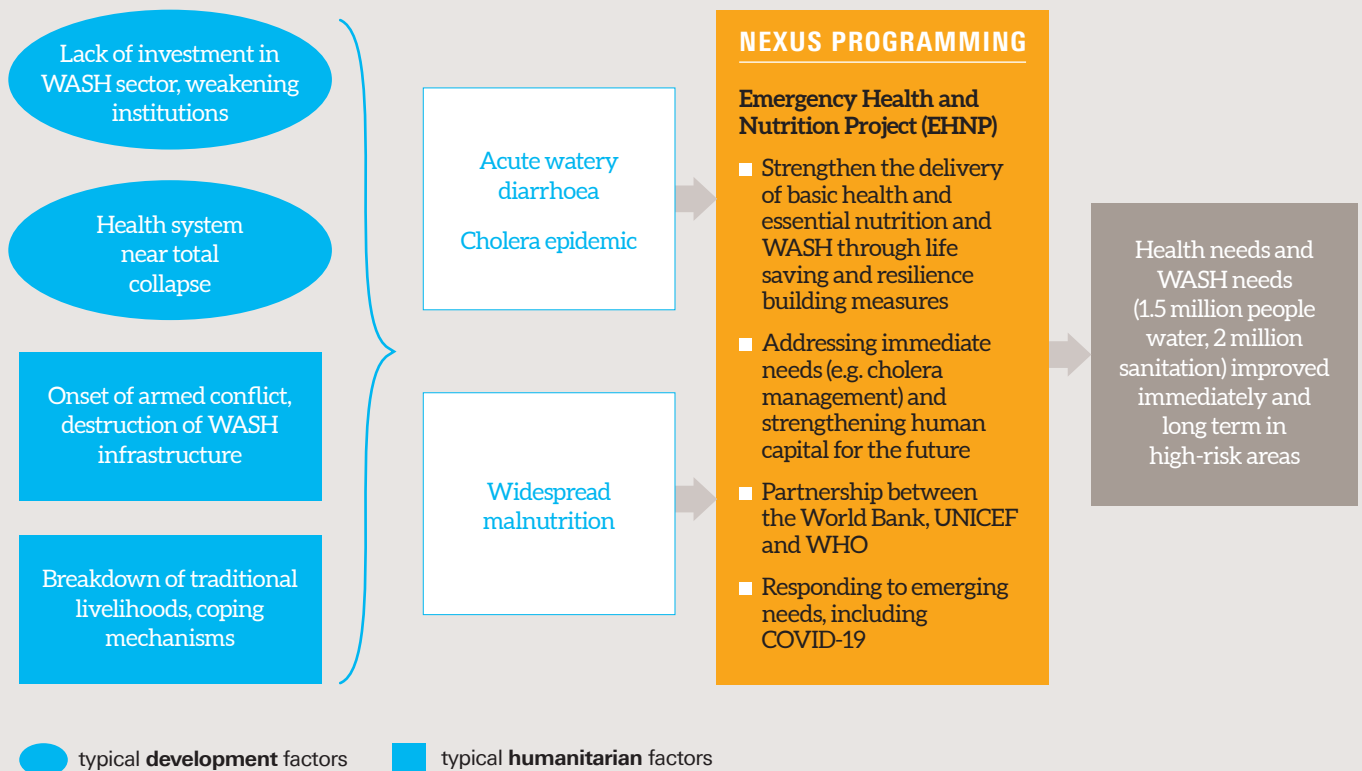 Lack of investment in
WASH sector, weakening
institutions
Health system
near total
collapse
Onset of armed conflict,
destruction of WASH
infrastructure
Breakdown of traditional
livelihoods, coping
mechanisms
Acute watery
diarrhoea
Cholera epidemic
Widespread
malnutrition
NEXUS PROGRAMMING
Emergency Health and
Nutrition Project (EHNP)
Strengthen the delivery
of basic health and
essential nutrition and
WASH through life
saving and resilience
building measures
Addressing immediate
needs (e.g. cholera
management) and
strengthening human
capital for the future
Partnership between
the World Bank, UNICEF
and WHO
Responding to emerging
needs, including
COVID-19
Health needs and
WASH needs
(1.5 million people
water, 2 million
sanitation) improved
immediately and
long term in
high-risk areas
typical development factors
typical humanitarian factors